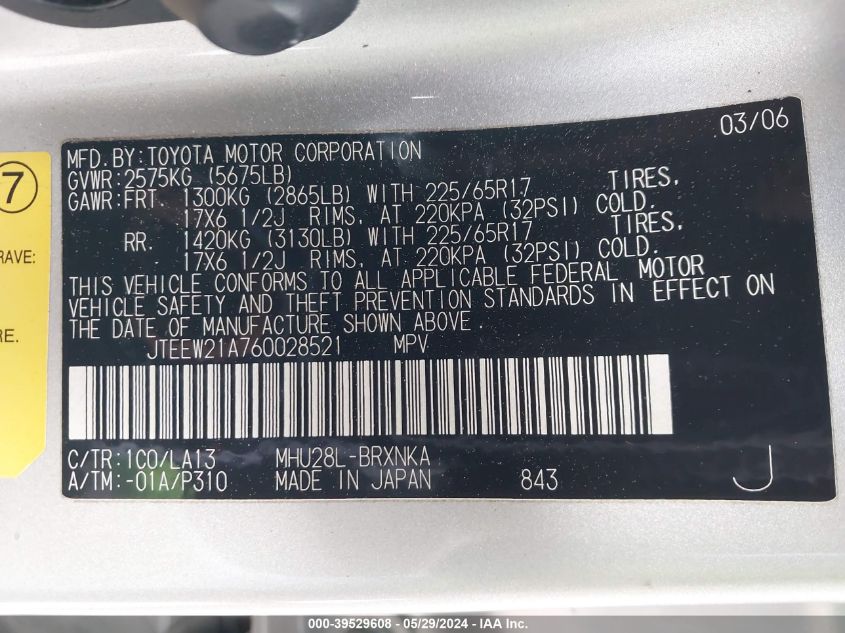 03/06
MFD.BY:TOYOTA MOTOR CORPORATION
GVWR:2575KG (5675LB)
GAWR:FRT. 1300KG (2865LB) WITH 225/65R17 TIRES,
17X6 1/2J RIMS, AT 220KPA (32PSI) COLD.
RR. 1420KG (3130LB) WITH 225/65R17 TIRES,
17X6 1/2J RIMS, AT 220KPA (32PSI) COLD.
THIS VEHICLE CONFORMS TO ALL APPLICABLE FEDERAL MOTOR
VEHICLE SAFETY AND THEFT PREVENTION STANDARDS IN EFFECT ON
THE DATE OF MANUFACTURE SHOWN ABOVE.
JTEEW21A760028521 MPV
C/TR:1C0/LA13 MHU28L-BRXNKA
A/TM:-01A/P310 MADE IN JAPAN 843 J
7
RAVE:
RE.
000-39529608 - 05/29/2024 - IAA Inc.